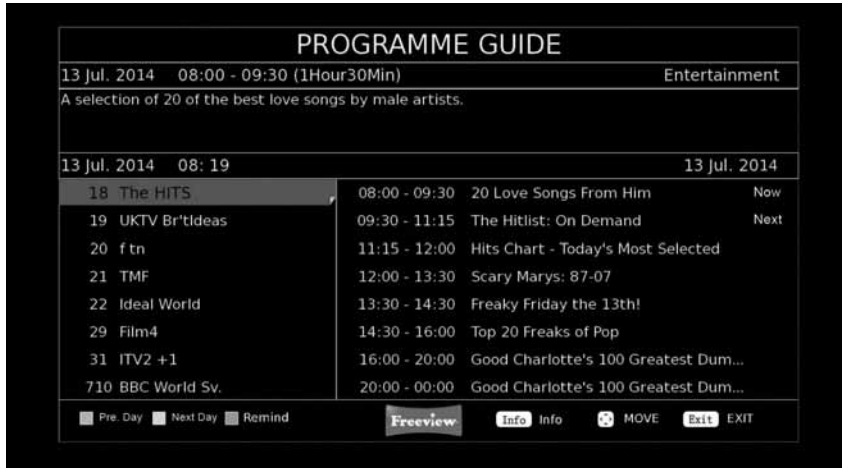 PROGRAMME GUIDE
13 Jul. 2014 08:00 - 09:30 (1Hour30Min) Entertainment
A selection of 20 of the best love songs by male artists.
13 Jul. 2014 08: 19 13 Jul. 2014
18 The HITS 08:00 - 09:30 20 Love Songs From Him Now
19 UKTV Br'tIdeas 09:30 - 11:15 The Hitlist: On Demand Next
20 f tn 11:15 - 12:00 Hits Chart - Today's Most Selected
21 TMF 12:00 - 13:30 Scary Marys: 87-07
22 Ideal World 13:30 - 14:30 Freaky Friday the 13th!
29 Film4 14:30 - 16:00 Top 20 Freaks of Pop
31 ITV2 +1 16:00 - 20:00 Good Charlotte's 100 Greatest Dum...
710 BBC World Sv. 20:00 - 00:00 Good Charlotte's 100 Greatest Dum...
Pre. Day Next Day Remind Freeview Info Info MOVE Exit EXIT